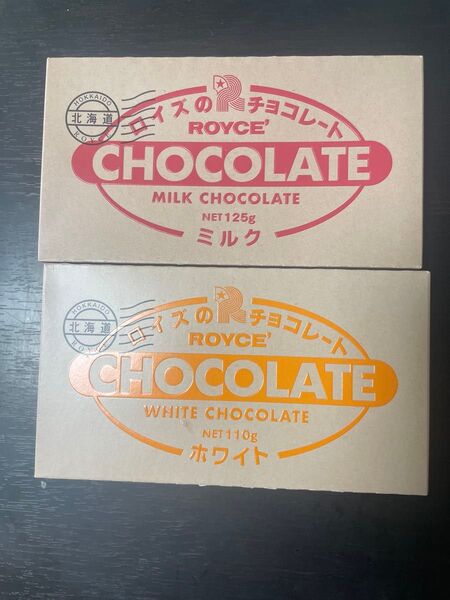 HOKKAIDO
北海道
ROYCE'
ロイズの R チョコレート
ROYCE'
CHOCOLATE
MILK CHOCOLATE
NET125g
ミルク
HOKKAIDO
北海道
ROYCE'
ロイズの R チョコレート
ROYCE'
CHOCOLATE
WHITE CHOCOLATE
NET110g
ホワイト